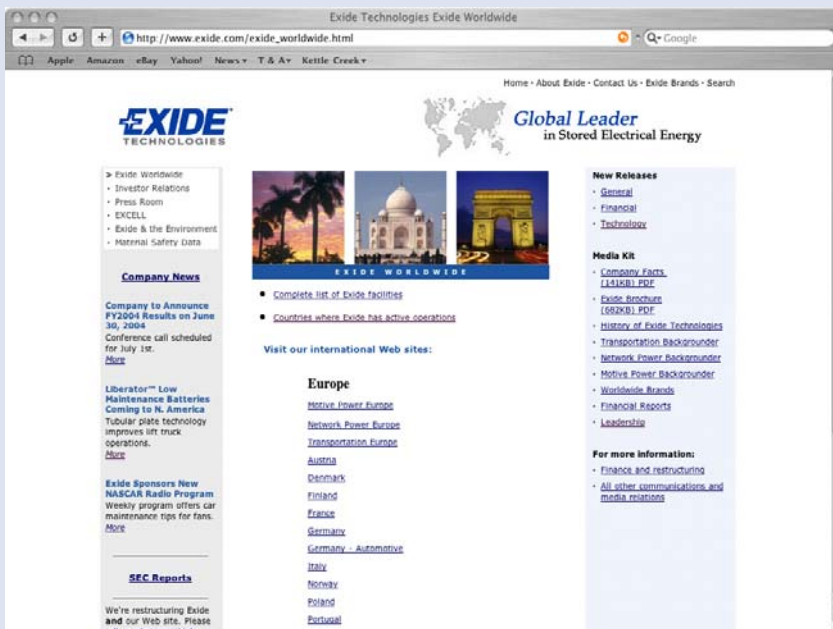 Exide Technologies Exide Worldwide
http://www.exide.com/exide_worldwide.html
Google
Apple Amazon eBay Yahoo! News T & A Kettle Creek
Home - About Exide - Contact Us - Exide Brands - Search
EXIDE
TECHNOLOGIES
Global Leader
in Stored Electrical Energy
> Exide Worldwide
· Investor Relations
· Press Room
· EXCELL
· Exide & the Environment
· Material Safety Data
Company News
Company to Announce
FY2004 Results on June
30, 2004
Conference call scheduled
for July 1st.
More
Liberator™ Low
Maintenance Batteries
Coming to N. America
Tubular plate technology
improves lift truck
operations.
More
Exide Sponsors New
NASCAR Radio Program
Weekly program offers car
maintenance tips for fans.
More
SEC Reports
We're restructuring Exide
and our Web site. Please
EXIDE WORLDWIDE
• Complete list of Exide facilities
• Countries where Exide has active operations
Visit our international Web sites:
Europe
Motive Power Europe
Network Power Europe
Transportation Europe
Austria
Denmark
Finland
France
Germany
Germany - Automotive
Italy
Norway
Poland
Portugal
New Releases
· General
· Financial
· Technology
Media Kit
· Company Facts
(141KB) PDF
· Exide Brochure
(682KB) PDF
· History of Exide Technologies
· Transportation Backgrounder
· Network Power Backgrounder
· Motive Power Backgrounder
· Worldwide Brands
· Financial Reports
· Leadership
For more information:
· Finance and restructuring
· All other communications and
media relations